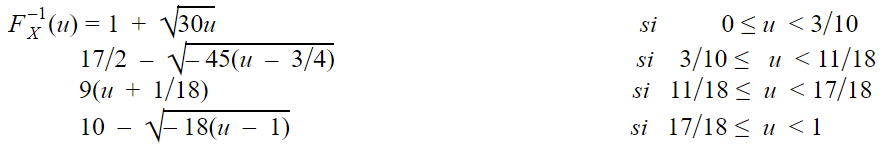 F_X^{-1}(u) = 1 + √30u si 0 ≤ u < 3/10
17/2 − √− 45(u − 3/4) si 3/10 ≤ u < 11/18
9(u + 1/18) si 11/18 ≤ u < 17/18
10 − √− 18(u − 1) si 17/18 ≤ u < 1